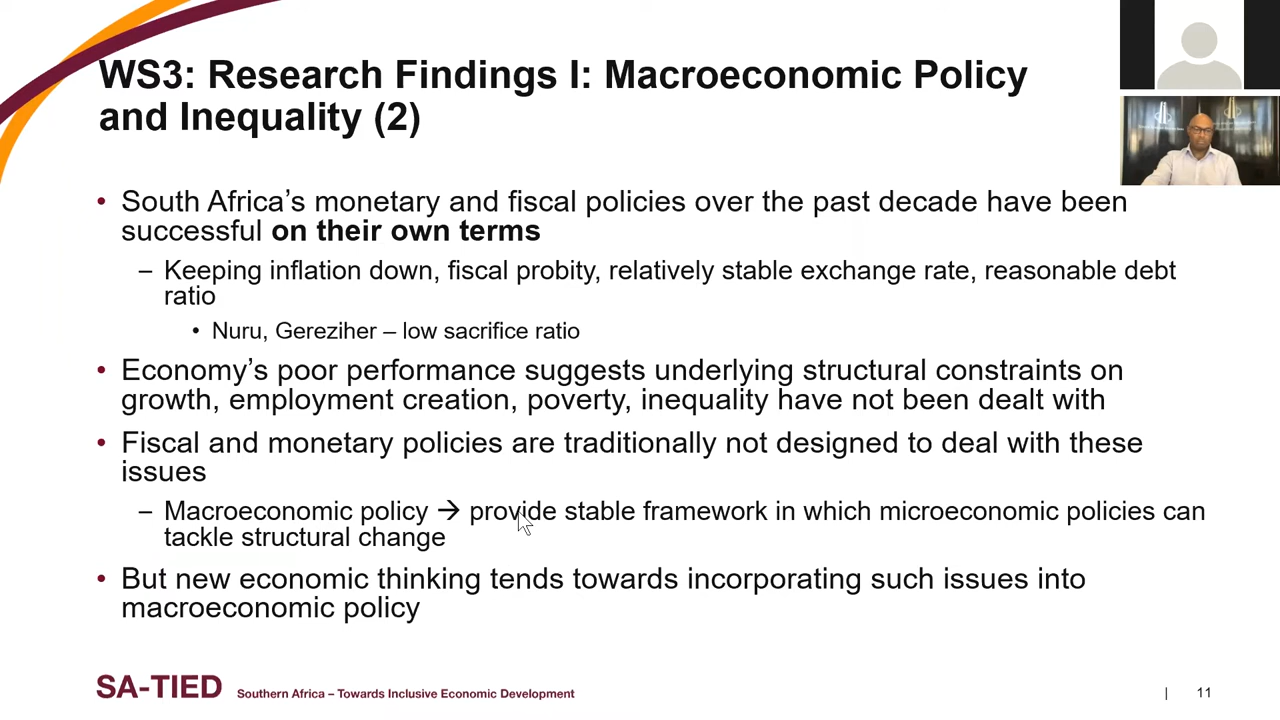 WS3: Research Findings I: Macroeconomic Policy
and Inequality (2)
• South Africa’s monetary and fiscal policies over the past decade have been
successful on their own terms
– Keeping inflation down, fiscal probity, relatively stable exchange rate, reasonable debt
ratio
• Nuru, Gereziher – low sacrifice ratio
• Economy’s poor performance suggests underlying structural constraints on
growth, employment creation, poverty, inequality have not been dealt with
• Fiscal and monetary policies are traditionally not designed to deal with these
issues
– Macroeconomic policy → provide stable framework in which microeconomic policies can
tackle structural change
• But new economic thinking tends towards incorporating such issues into
macroeconomic policy
SA-TIED Southern Africa – Towards Inclusive Economic Development | 11